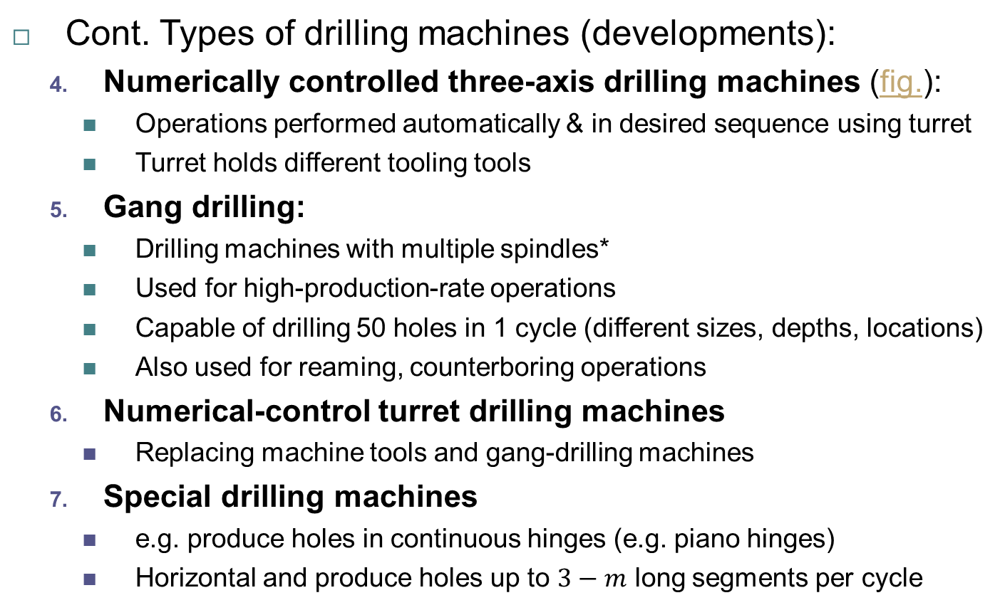 Cont. Types of drilling machines (developments):
4. Numerically controlled three-axis drilling machines (fig.):
Operations performed automatically & in desired sequence using turret
Turret holds different tooling tools
5. Gang drilling:
Drilling machines with multiple spindles*
Used for high-production-rate operations
Capable of drilling 50 holes in 1 cycle (different sizes, depths, locations)
Also used for reaming, counterboring operations
6. Numerical-control turret drilling machines
Replacing machine tools and gang-drilling machines
7. Special drilling machines
e.g. produce holes in continuous hinges (e.g. piano hinges)
Horizontal and produce holes up to 3 − m long segments per cycle